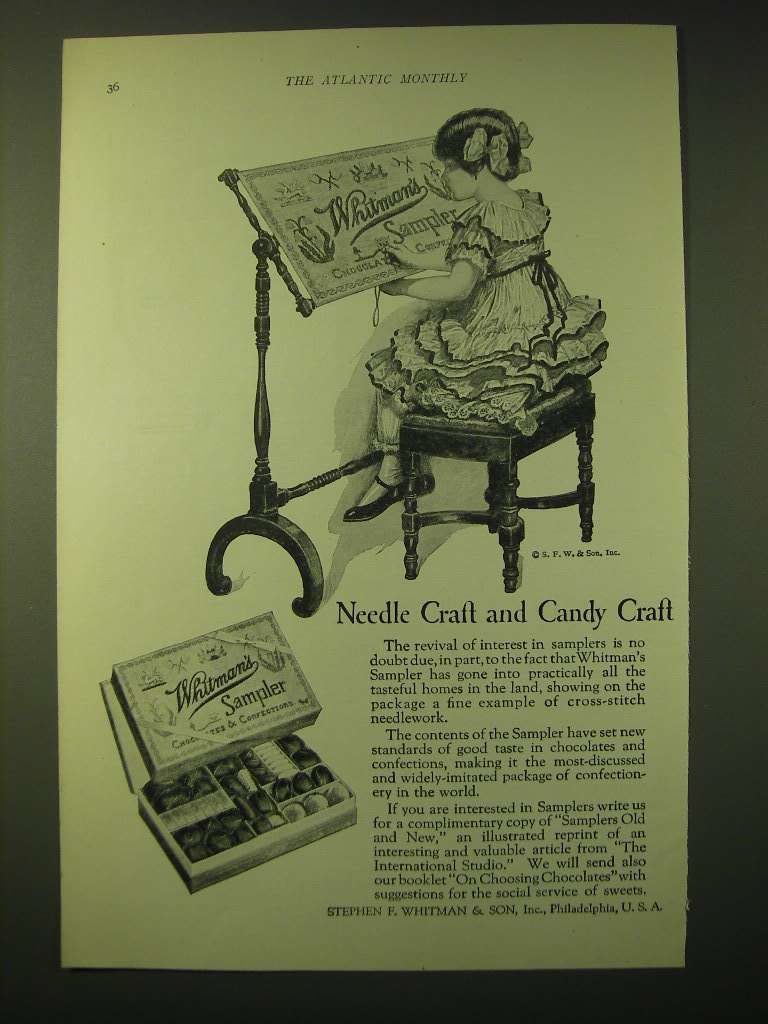 36
THE ATLANTIC MONTHLY
Whitman's
Sampler
CHOCOLAT
CONFE
© S. F. W. & Son, Inc.
Needle Craft and Candy Craft
The revival of interest in samplers is no
doubt due, in part, to the fact that Whitman's
Sampler has gone into practically all the
tasteful homes in the land, showing on the
package a fine example of cross-stitch
needlework.
The contents of the Sampler have set new
standards of good taste in chocolates and
confections, making it the most-discussed
and widely-imitated package of confection-
ery in the world.
If you are interested in Samplers write us
for a complimentary copy of "Samplers Old
and New," an illustrated reprint of an
interesting and valuable article from "The
International Studio." We will send also
our booklet "On Choosing Chocolates" with
suggestions for the social service of sweets.
STEPHEN F. WHITMAN & SON, Inc., Philadelphia, U. S. A.
Whitman's
Sampler
CHOCOLATES & CONFECTIONS